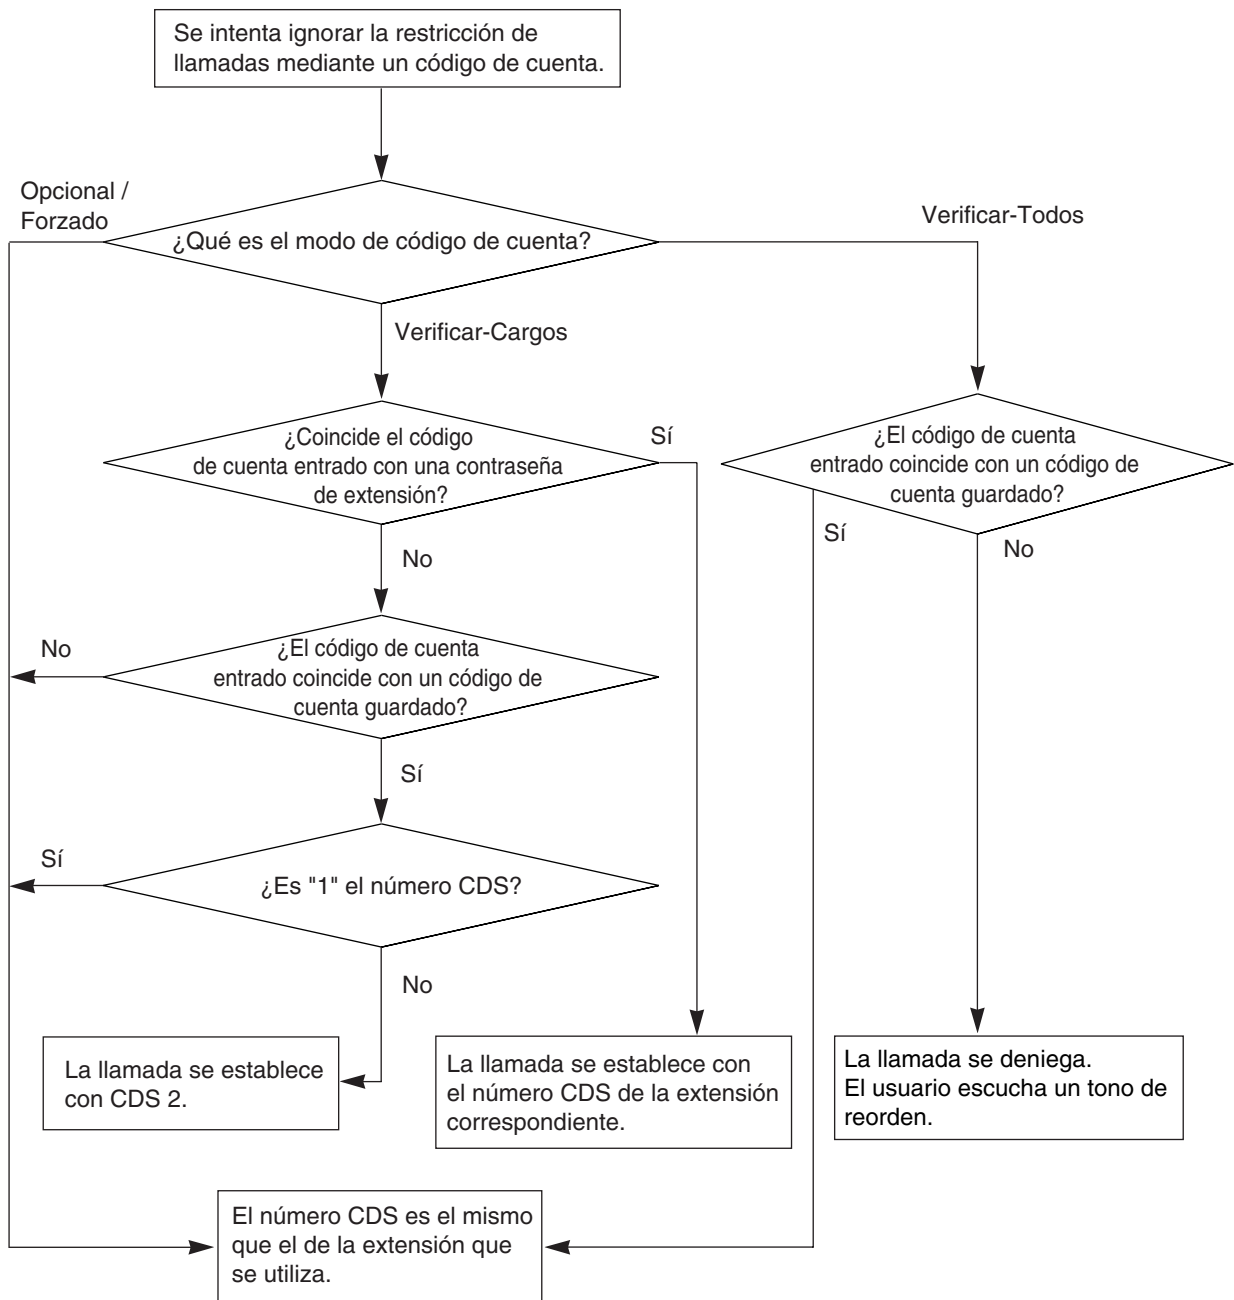 Se intenta ignorar la restricción de
llamadas mediante un código de cuenta.
Opcional /
Forzado
Verificar-Todos
¿Qué es el modo de código de cuenta?
Verificar-Cargos
¿Coincide el código
de cuenta entrado con una contraseña
de extensión?
Sí
¿El código de cuenta
entrado coincide con un código de
cuenta guardado?
Sí
No
No
No
¿El código de cuenta
entrado coincide con un código de
cuenta guardado?
Sí
Sí
¿Es "1" el número CDS?
No
La llamada se establece
con CDS 2.
La llamada se establece con
el número CDS de la extensión
correspondiente.
La llamada se deniega.
El usuario escucha un tono de
reorden.
El número CDS es el mismo
que el de la extensión que
se utiliza.